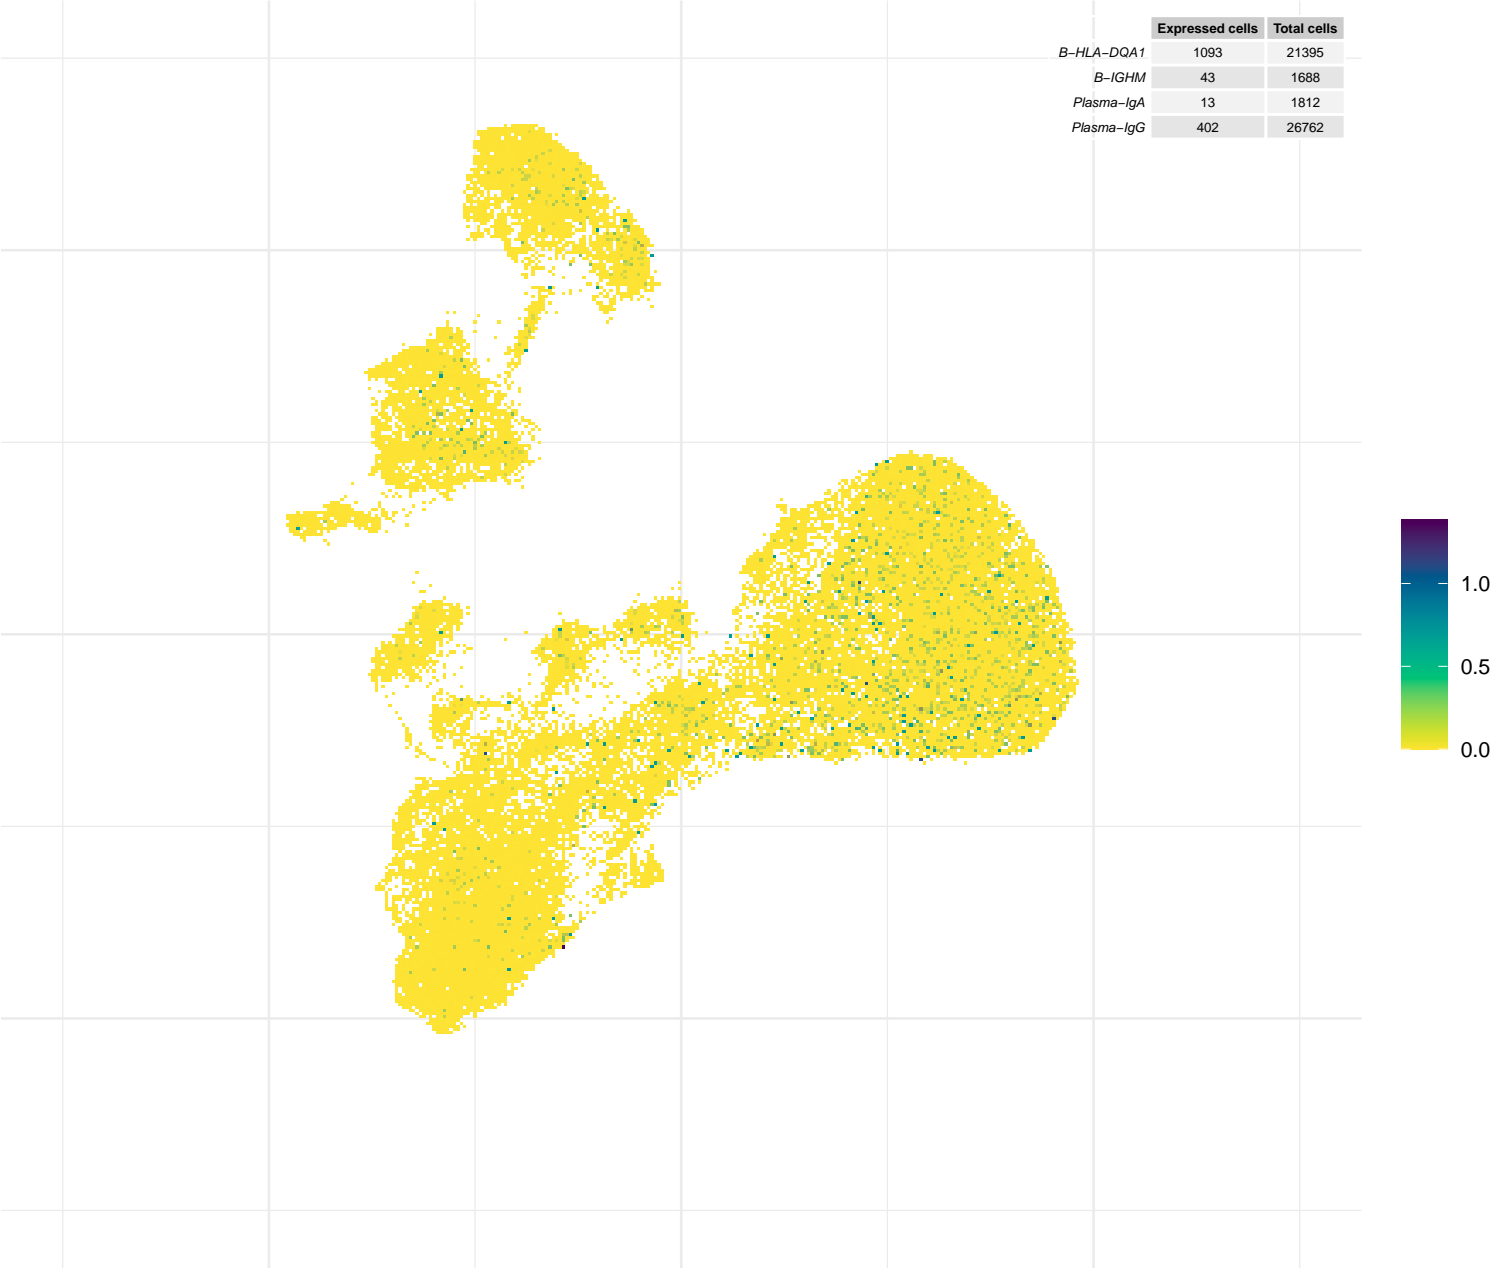 Expressed cells Total cells
B−HLA−DQA1 1093 21395
B−IGHM 43 1688
Plasma−IgA 13 1812
Plasma−IgG 402 26762
1.0
0.5
0.0